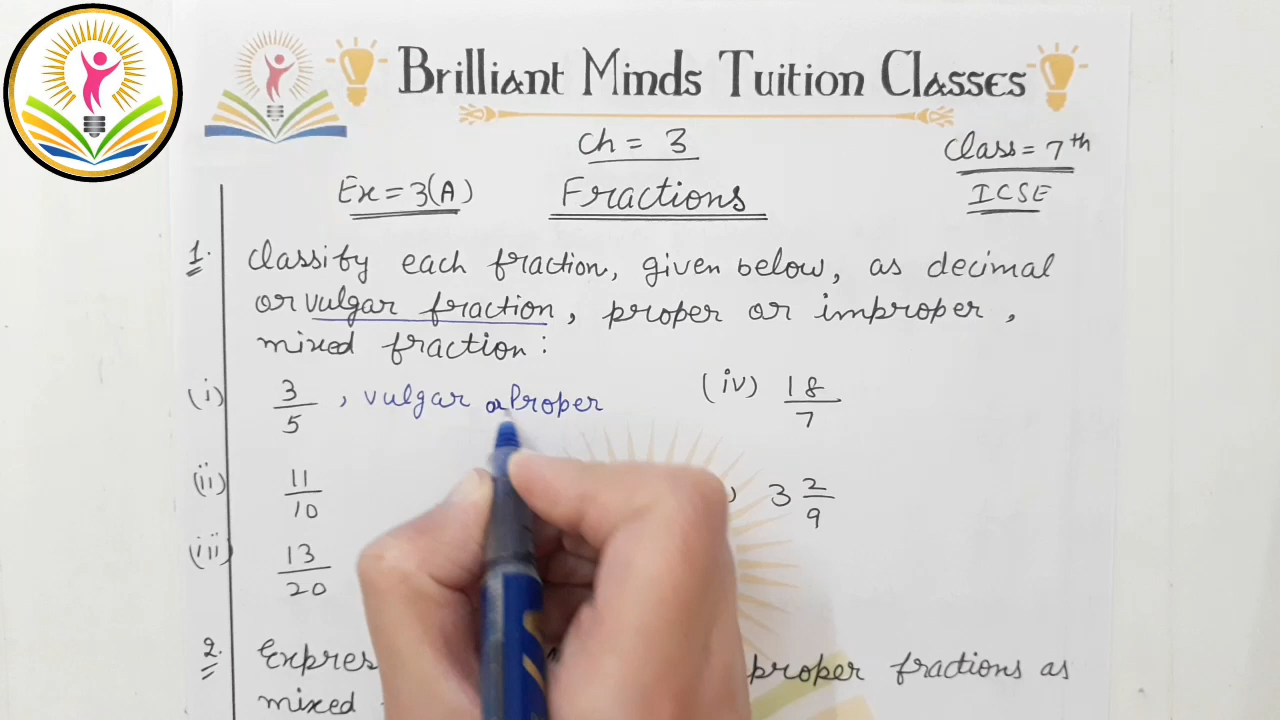 Brilliant Minds Tuition Classes
Ch = 3
Class = 7th
Ex = 3(A)
Fractions
ICSE
1. Classify each fraction, given below, as decimal
or vulgar fraction, proper or improper,
mixed fraction:
(i) 3/5, vulgar or Proper
(iv) 18/7
(ii) 11/10
3 2/9
(iii) 13/20
2. proper fractions as
mixed